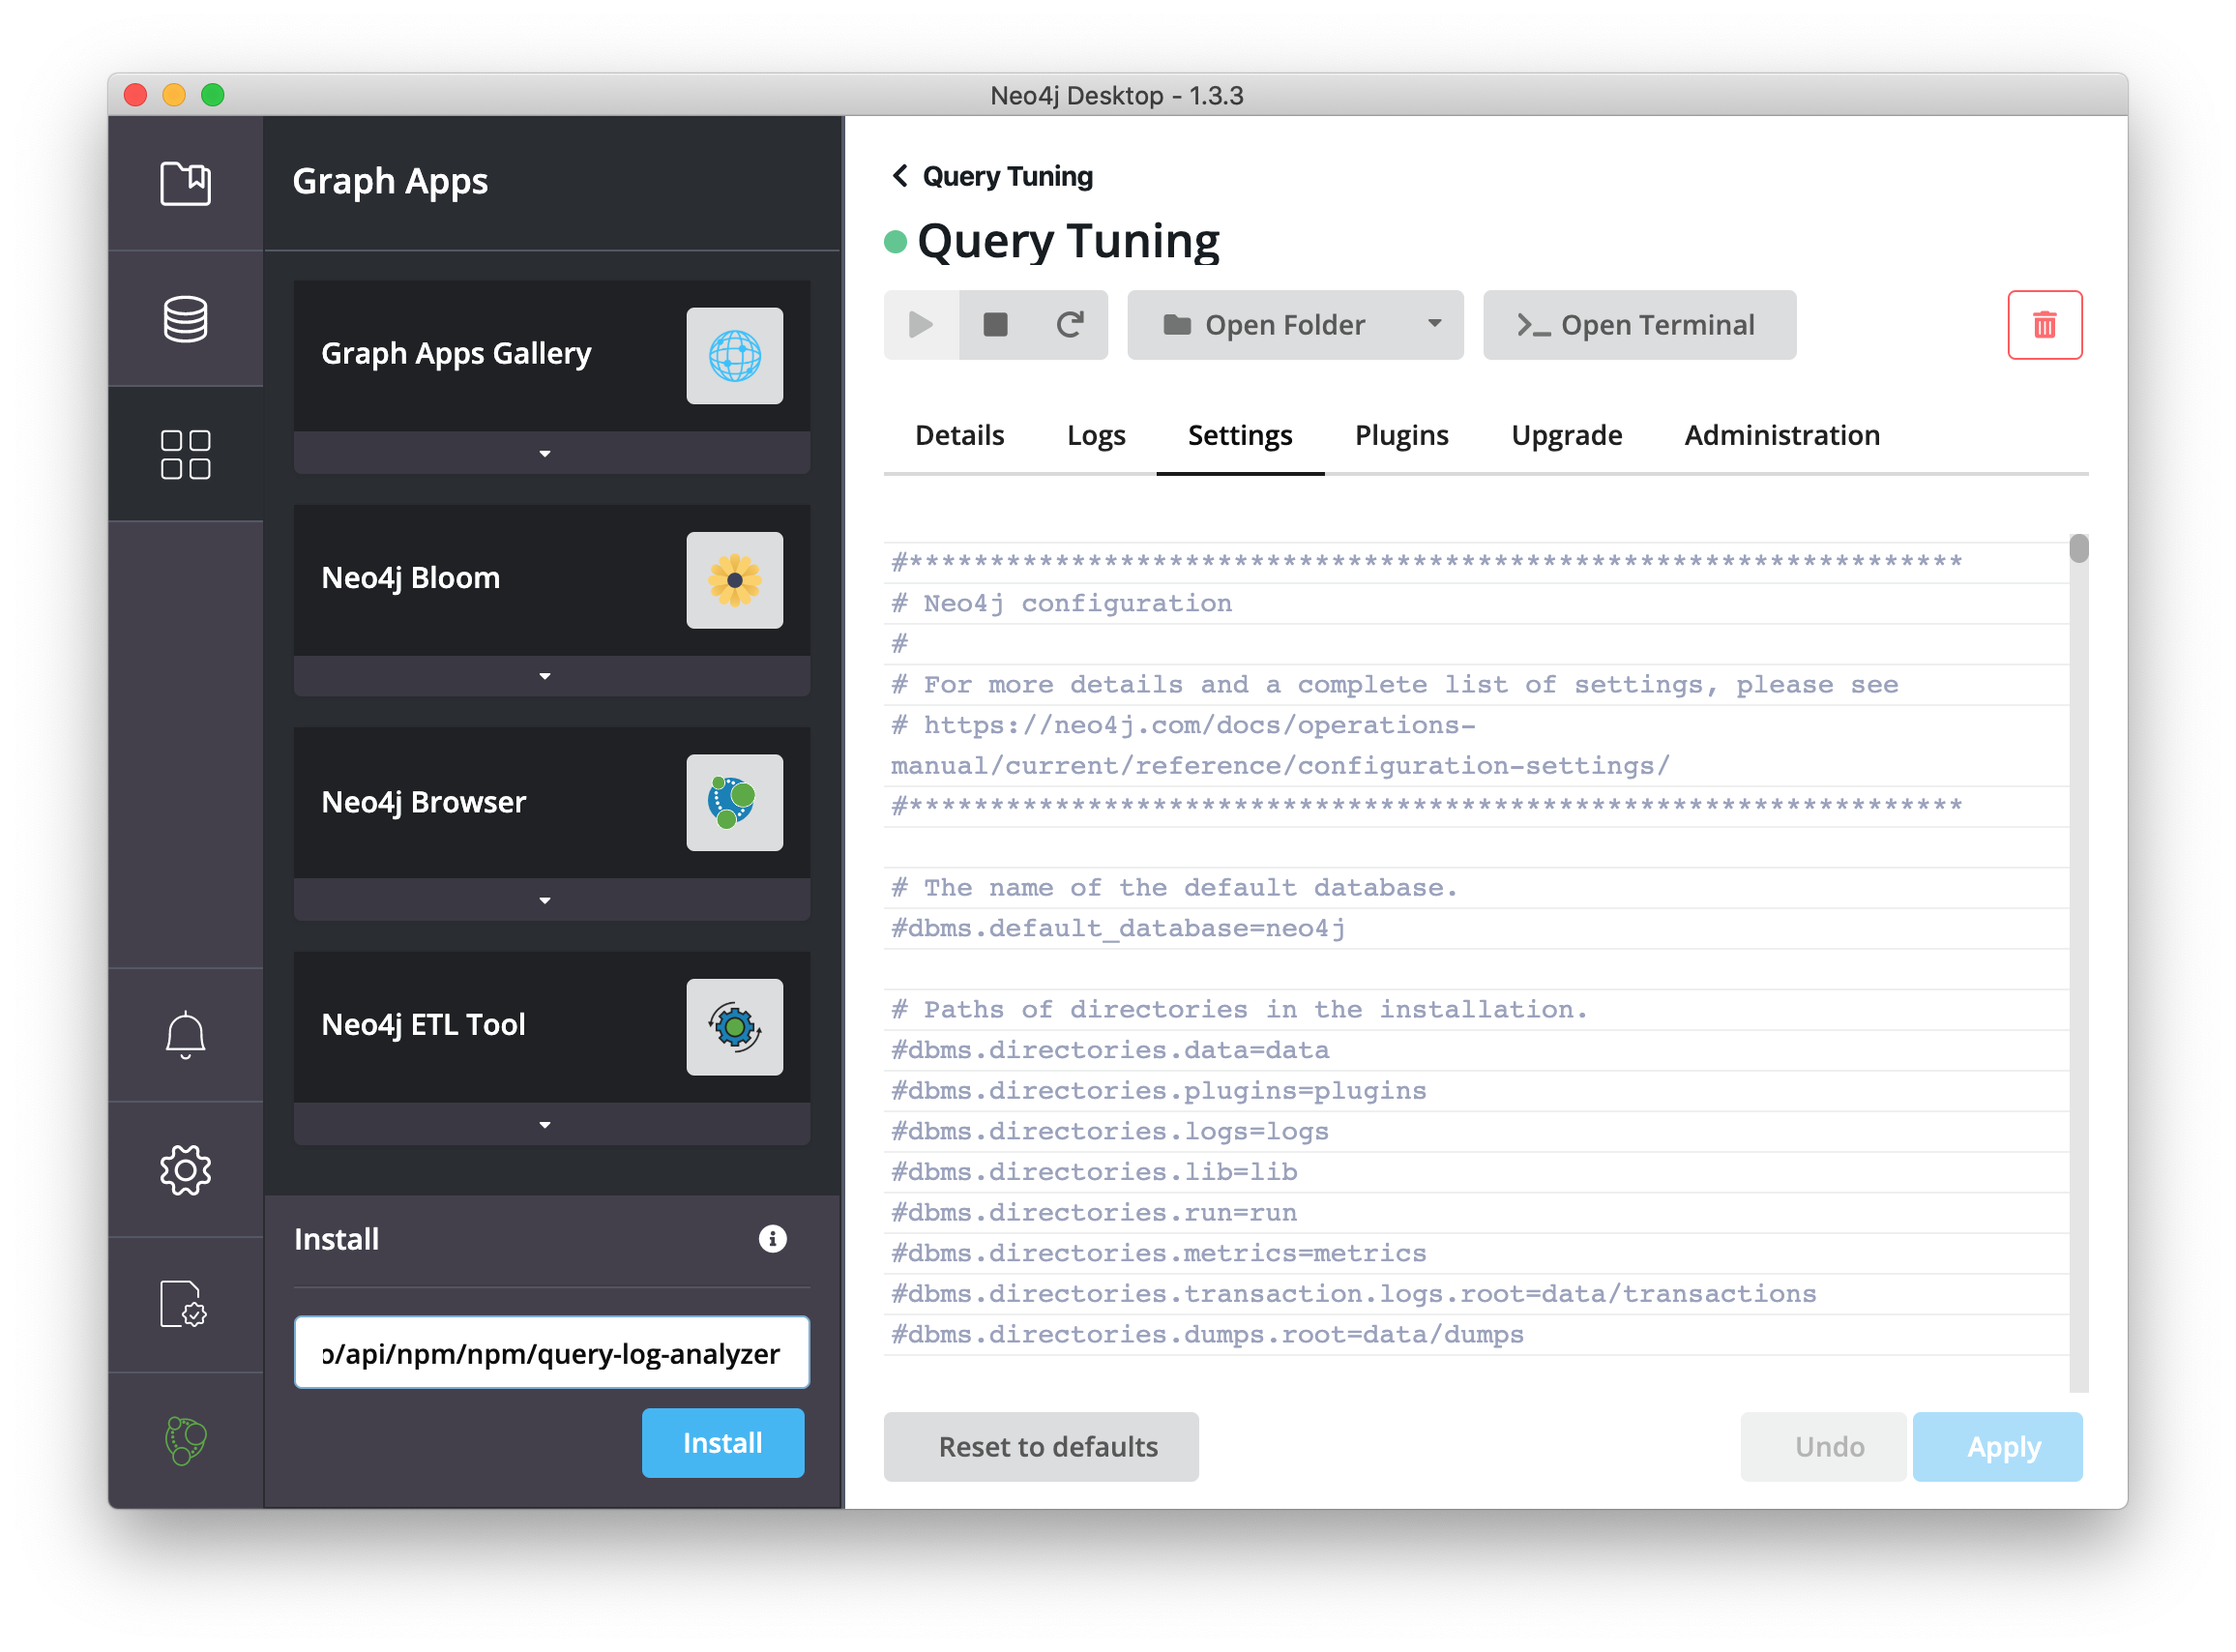 Neo4j Desktop - 1.3.3
Graph Apps
Graph Apps Gallery
Neo4j Bloom
Neo4j Browser
Neo4j ETL Tool
Install
o/api/npm/npm/query-log-analyzer
Install
Query Tuning
Query Tuning
Open Folder
Open Terminal
Details Logs Settings Plugins Upgrade Administration
#*****************************************************************
# Neo4j configuration
#
# For more details and a complete list of settings, please see
# https://neo4j.com/docs/operations-
manual/current/reference/configuration-settings/
#*****************************************************************
# The name of the default database.
#dbms.default_database=neo4j
# Paths of directories in the installation.
#dbms.directories.data=data
#dbms.directories.plugins=plugins
#dbms.directories.logs=logs
#dbms.directories.lib=lib
#dbms.directories.run=run
#dbms.directories.metrics=metrics
#dbms.directories.transaction.logs.root=data/transactions
#dbms.directories.dumps.root=data/dumps
Reset to defaults
Undo
Apply